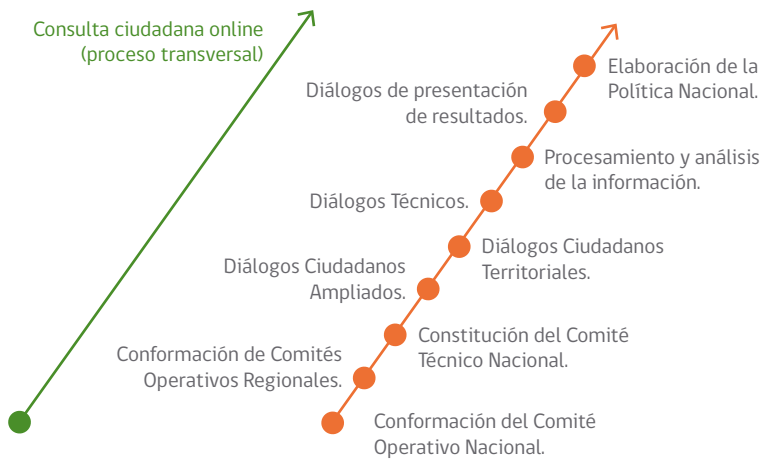 Consulta ciudadana online
(proceso transversal)
Elaboración de la
Política Nacional.
Diálogos de presentación
de resultados.
Procesamiento y análisis
de la información.
Diálogos Técnicos.
Diálogos Ciudadanos
Territoriales.
Diálogos Ciudadanos
Ampliados.
Constitución del Comité
Técnico Nacional.
Conformación de Comités
Operativos Regionales.
Conformación del Comité
Operativo Nacional.